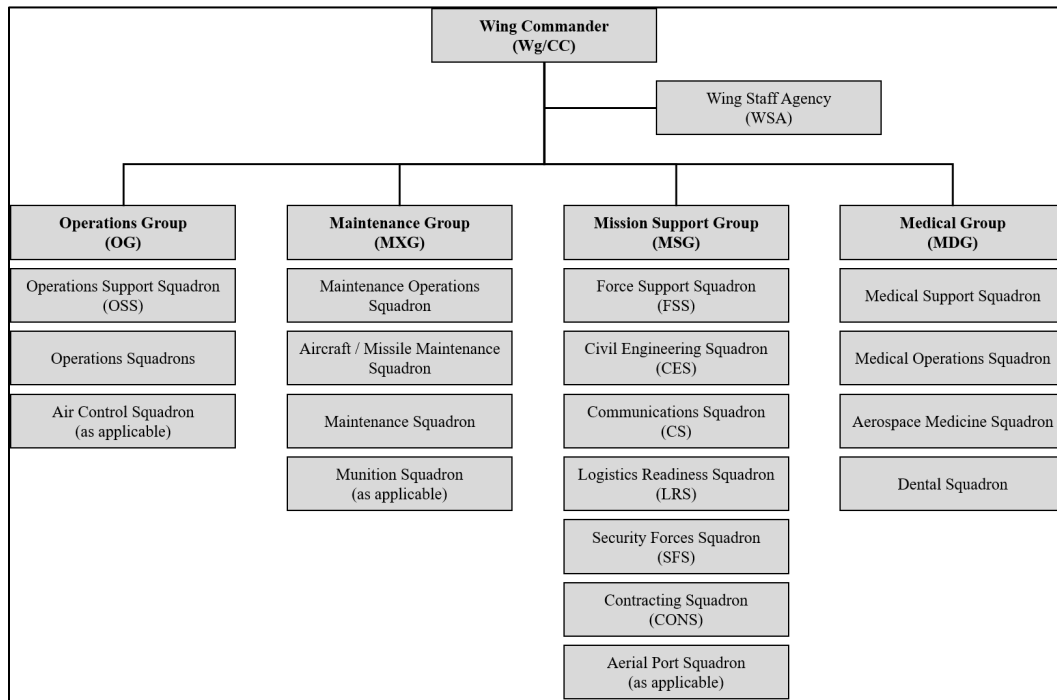 Wing Commander
(Wg/CC)
Wing Staff Agency
(WSA)
Operations Group
(OG)
Operations Support Squadron
(OSS)
Operations Squadrons
Air Control Squadron
(as applicable)
Maintenance Group
(MXG)
Maintenance Operations
Squadron
Aircraft / Missile Maintenance
Squadron
Maintenance Squadron
Munition Squadron
(as applicable)
Mission Support Group
(MSG)
Force Support Squadron
(FSS)
Civil Engineering Squadron
(CES)
Communications Squadron
(CS)
Logistics Readiness Squadron
(LRS)
Security Forces Squadron
(SFS)
Contracting Squadron
(CONS)
Aerial Port Squadron
(as applicable)
Medical Group
(MDG)
Medical Support Squadron
Medical Operations Squadron
Aerospace Medicine Squadron
Dental Squadron